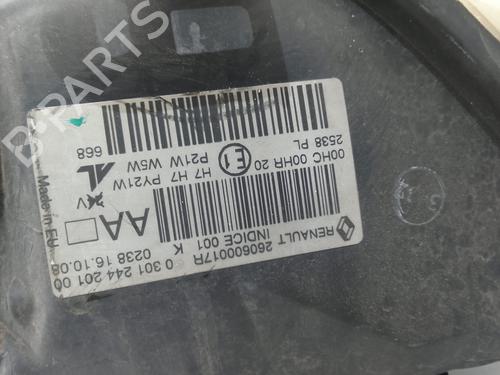 RENAULT 260600017R 0 301 244 201 00
INDICE 001 K 0238 16.10.08
AA
00HC 00HR 20 E1 H7 H7 PY21W
2538 PL P21W W5W
AL
668
Made in EU